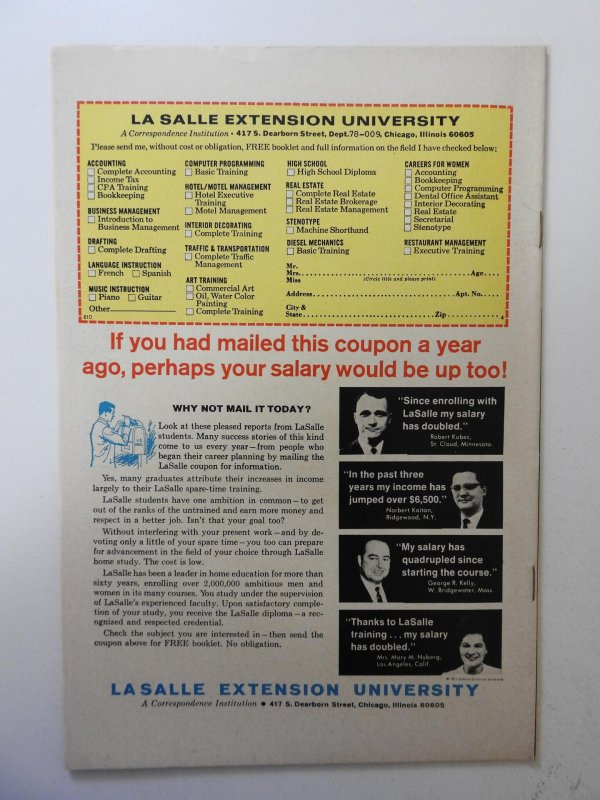 LA SALLE EXTENSION UNIVERSITY
A Correspondence Institution • 417 S. Dearborn Street, Dept.78-009, Chicago, Illinois 60605
Please send me, without cost or obligation, FREE booklet and full information on the field I have checked below:
ACCOUNTING
Complete Accounting
Income Tax
CPA Training
Bookkeeping
BUSINESS MANAGEMENT
Introduction to
Business Management
DRAFTING
Complete Drafting
LANGUAGE INSTRUCTION
French Spanish
MUSIC INSTRUCTION
Piano Guitar
Other
COMPUTER PROGRAMMING
Basic Training
HOTEL/MOTEL MANAGEMENT
Hotel Executive
Training
Motel Management
INTERIOR DECORATING
Complete Training
TRAFFIC & TRANSPORTATION
Complete Traffic
Management
ART TRAINING
Commercial Art
Oil, Water Color
Painting
Complete Training
HIGH SCHOOL
High School Diploma
REAL ESTATE
Complete Real Estate
Real Estate Brokerage
Real Estate Management
STENOTYPE
Machine Shorthand
DIESEL MECHANICS
Basic Training
CAREERS FOR WOMEN
Accounting
Bookkeeping
Computer Programming
Dental Office Assistant
Interior Decorating
Real Estate
Secretarial
Stenotype
RESTAURANT MANAGEMENT
Executive Training
Mr.
Mrs. Age
Miss (Circle title and please print)
Address Apt. No.
City &
State Zip
If you had mailed this coupon a year
ago, perhaps your salary would be up too!
WHY NOT MAIL IT TODAY?
Look at these pleased reports from LaSalle
students. Many success stories of this kind
come to us every year—from people who
began their career planning by mailing the
LaSalle coupon for information.
Yes, many graduates attribute their increases in income
largely to their LaSalle spare-time training.
LaSalle students have one ambition in common—to get
out of the ranks of the untrained and earn more money and
respect in a better job. Isn't that your goal too?
Without interfering with your present work—and by de-
voting only a little of your spare time—you too can prepare
for advancement in the field of your choice through LaSalle
home study. The cost is low.
LaSalle has been a leader in home education for more than
sixty years, enrolling over 2,000,000 ambitious men and
women in its many courses. You study under the supervision
of LaSalle's experienced faculty. Upon satisfactory comple-
tion of your study, you receive the LaSalle diploma—a rec-
ognized and respected credential.
Check the subject you are interested in—then send the
coupon above for FREE booklet. No obligation.
"Since enrolling with
LaSalle my salary
has doubled."
Robert Kubec,
St. Cloud, Minnesota.
"In the past three
years my income has
jumped over $6,500."
Norbert Kaitan,
Ridgewood, N.Y.
"My salary has
quadrupled since
starting the course."
George R. Kelly,
W. Bridgewater, Mass.
"Thanks to LaSalle
training ... my salary
has doubled."
Mrs. Mary M. Nyberg,
Los Angeles, Calif.
LA SALLE EXTENSION UNIVERSITY
A Correspondence Institution • 417 S. Dearborn Street, Chicago, Illinois 60605